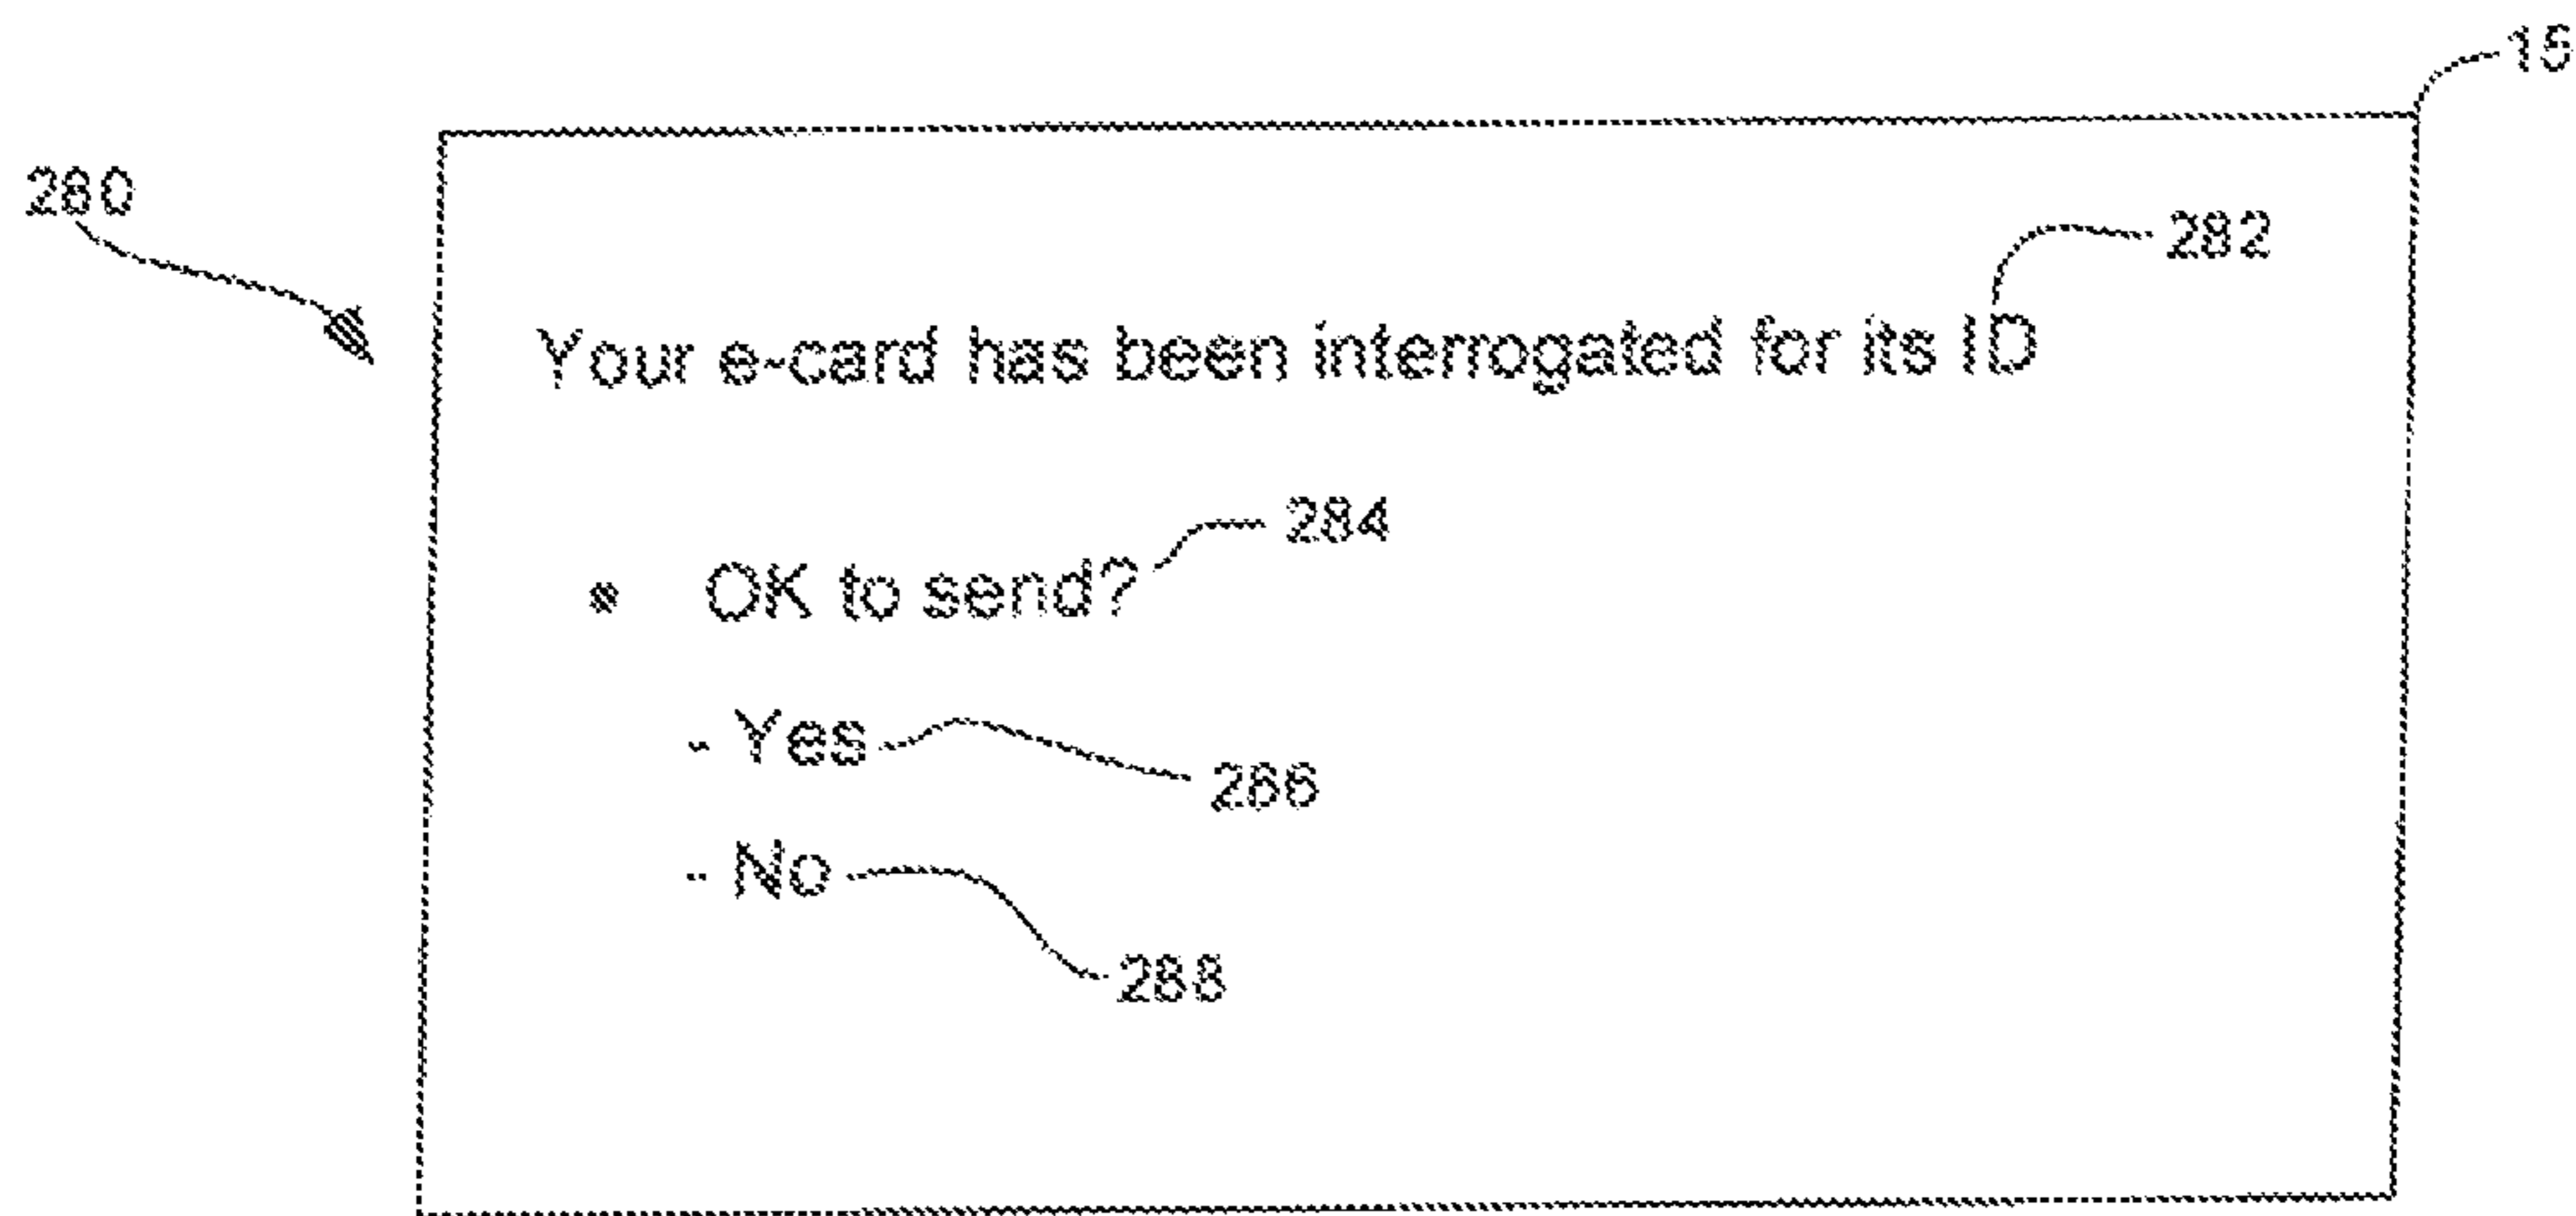 15
280
282
Your e-card has been interrogated for its ID
284
• OK to send?
- Yes
286
- No
288